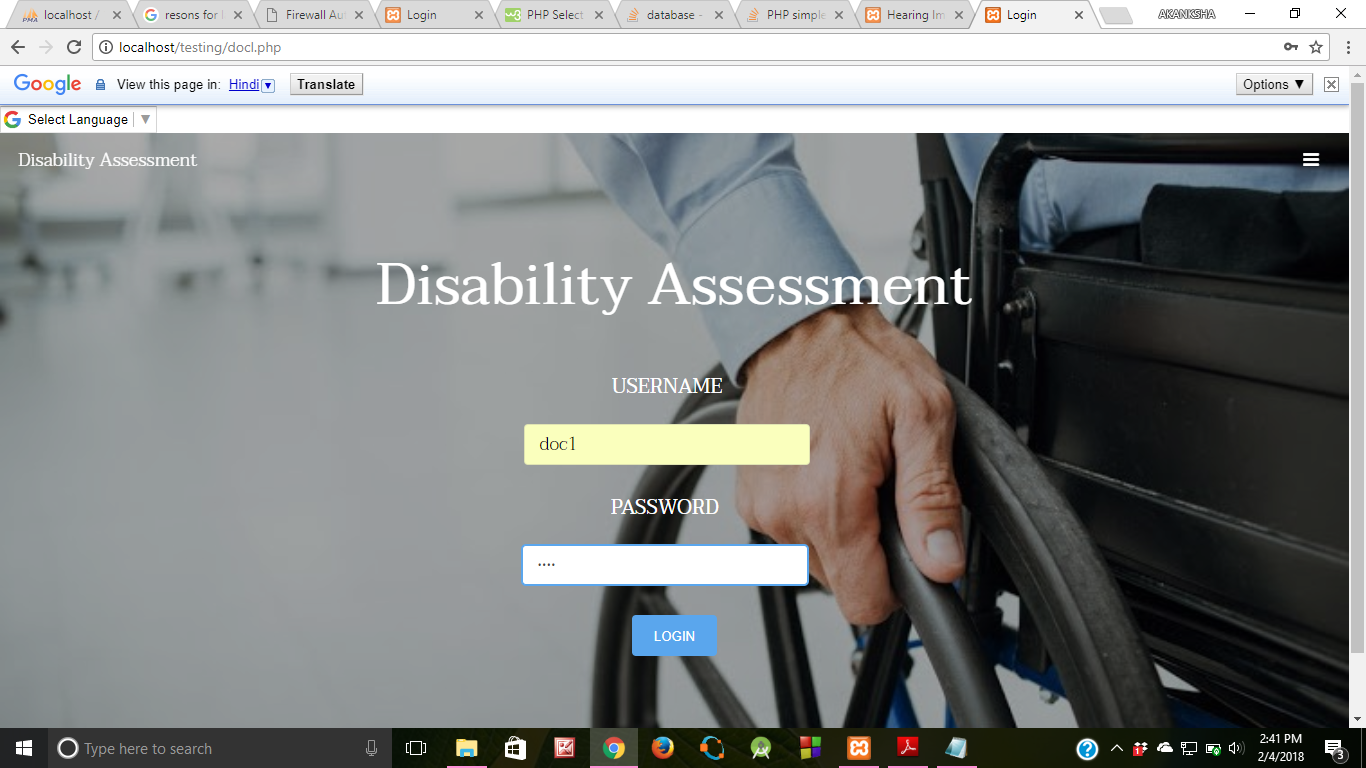 localhost /
resons for
Firewall Aut
Login
PHP Select
database -
PHP simple
Hearing Im
Login
AKANKSHA
localhost/testing/docl.php
Google View this page in: Hindi Translate Options ▼
Select Language ▼
Disability Assessment
Disability Assessment
USERNAME
doc1
PASSWORD
····
LOGIN
Type here to search
2:41 PM
2/4/2018
3